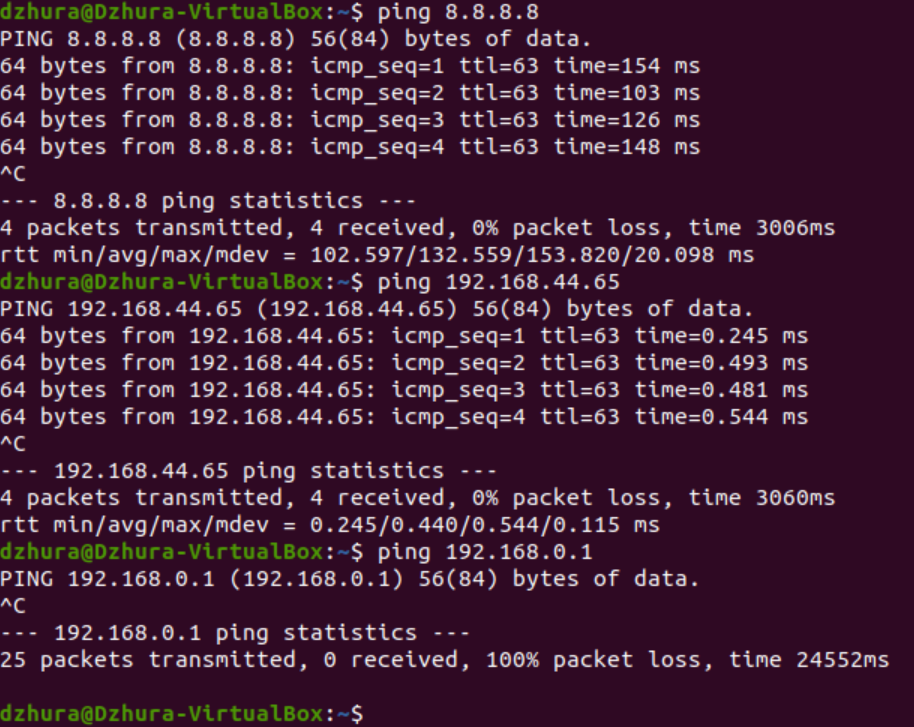 dzhura@Dzhura-VirtualBox:~$ ping 8.8.8.8
PING 8.8.8.8 (8.8.8.8) 56(84) bytes of data.
64 bytes from 8.8.8.8: icmp_seq=1 ttl=63 time=154 ms
64 bytes from 8.8.8.8: icmp_seq=2 ttl=63 time=103 ms
64 bytes from 8.8.8.8: icmp_seq=3 ttl=63 time=126 ms
64 bytes from 8.8.8.8: icmp_seq=4 ttl=63 time=148 ms
^C
--- 8.8.8.8 ping statistics ---
4 packets transmitted, 4 received, 0% packet loss, time 3006ms
rtt min/avg/max/mdev = 102.597/132.559/153.820/20.098 ms
dzhura@Dzhura-VirtualBox:~$ ping 192.168.44.65
PING 192.168.44.65 (192.168.44.65) 56(84) bytes of data.
64 bytes from 192.168.44.65: icmp_seq=1 ttl=63 time=0.245 ms
64 bytes from 192.168.44.65: icmp_seq=2 ttl=63 time=0.493 ms
64 bytes from 192.168.44.65: icmp_seq=3 ttl=63 time=0.481 ms
64 bytes from 192.168.44.65: icmp_seq=4 ttl=63 time=0.544 ms
^C
--- 192.168.44.65 ping statistics ---
4 packets transmitted, 4 received, 0% packet loss, time 3060ms
rtt min/avg/max/mdev = 0.245/0.440/0.544/0.115 ms
dzhura@Dzhura-VirtualBox:~$ ping 192.168.0.1
PING 192.168.0.1 (192.168.0.1) 56(84) bytes of data.
^C
--- 192.168.0.1 ping statistics ---
25 packets transmitted, 0 received, 100% packet loss, time 24552ms
dzhura@Dzhura-VirtualBox:~$